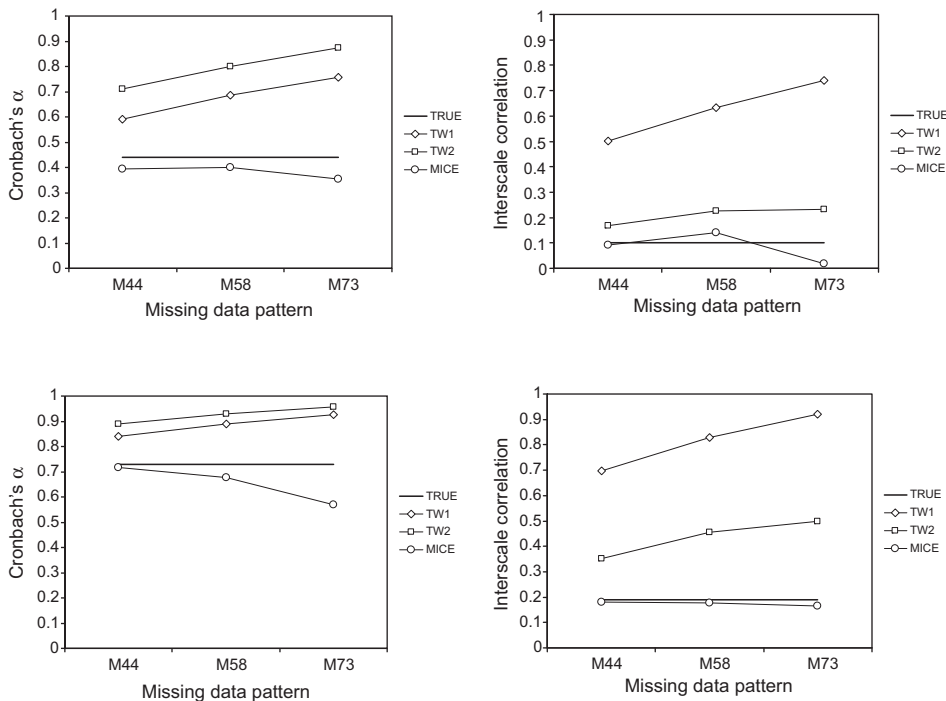 Cronbach's α
1
0.9
0.8
0.7
0.6
0.5
0.4
0.3
0.2
0.1
0
M44 M58 M73
Missing data pattern
TRUE
TW1
TW2
MICE
Interscale correlation
1
0.9
0.8
0.7
0.6
0.5
0.4
0.3
0.2
0.1
0
M44 M58 M73
Missing data pattern
TRUE
TW1
TW2
MICE
Cronbach's α
1
0.9
0.8
0.7
0.6
0.5
0.4
0.3
0.2
0.1
0
M44 M58 M73
Missing data pattern
TRUE
TW1
TW2
MICE
Interscale correlation
1
0.9
0.8
0.7
0.6
0.5
0.4
0.3
0.2
0.1
0
M44 M58 M73
Missing data pattern
TRUE
TW1
TW2
MICE